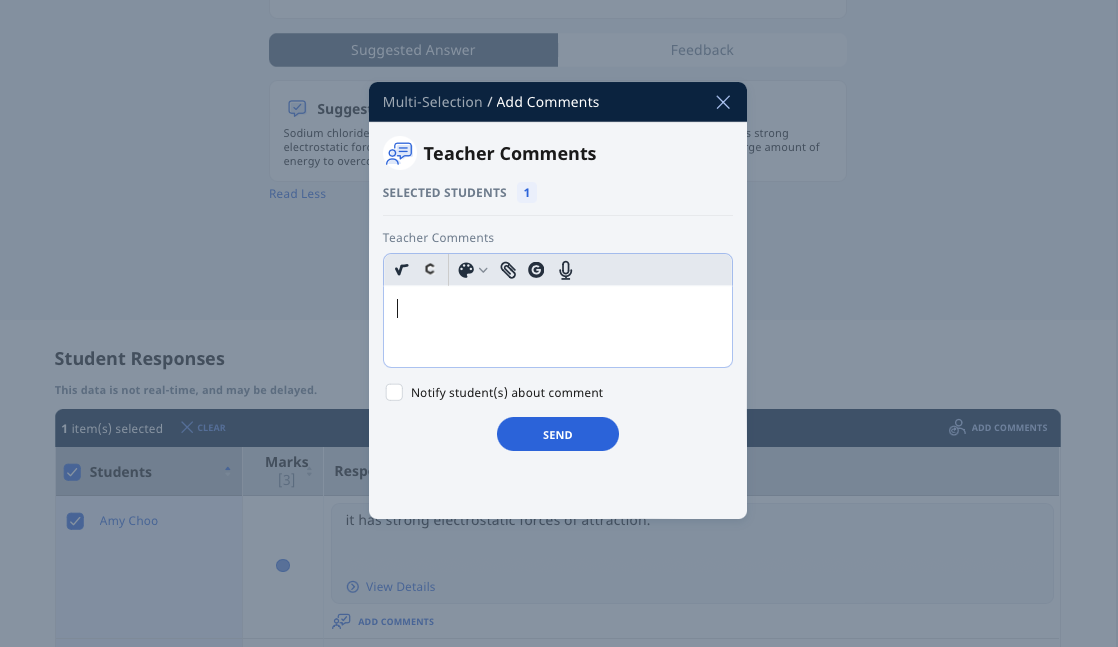 Suggested Answer
Feedback
Multi-Selection / Add Comments
Sugges
Sodium chloride
electrostatic forc
energy to overco
s strong
ge amount of
Read Less
Teacher Comments
SELECTED STUDENTS 1
Teacher Comments
Notify student(s) about comment
SEND
Student Responses
This data is not real-time, and may be delayed.
1 item(s) selected
CLEAR
ADD COMMENTS
Students
Marks
[3]
Resp
Amy Choo
it has strong electrostatic forces of attraction.
View Details
ADD COMMENTS